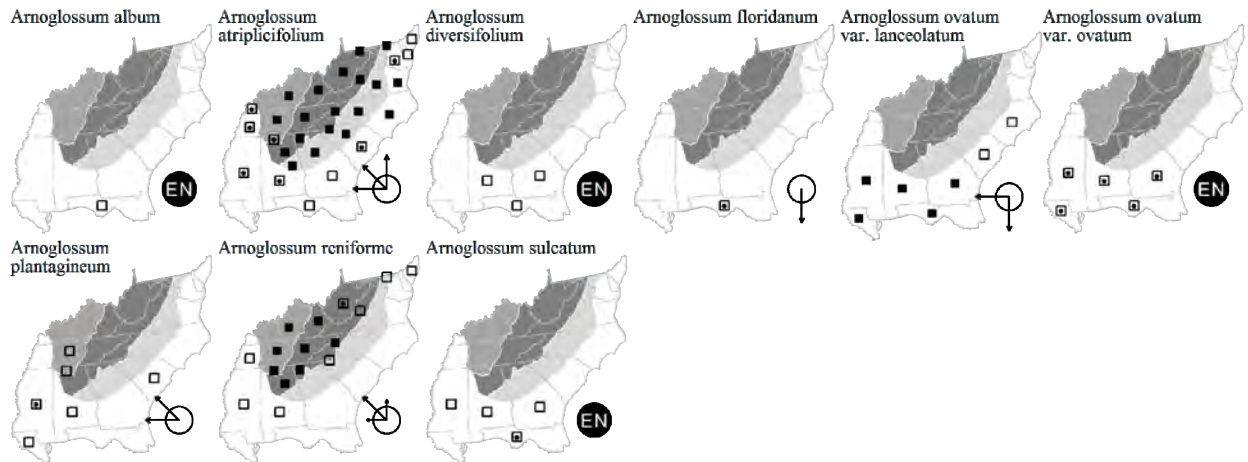 Arnoglossum album
Arnoglossum
atriplicifolium
Arnoglossum
diversifolium
Arnoglossum floridanum
Arnoglossum ovatum
var. lanceolatum
Arnoglossum ovatum
var. ovatum
EN
EN
EN
Arnoglossum
plantagineum
Arnoglossum reniforme
Arnoglossum sulcatum
EN